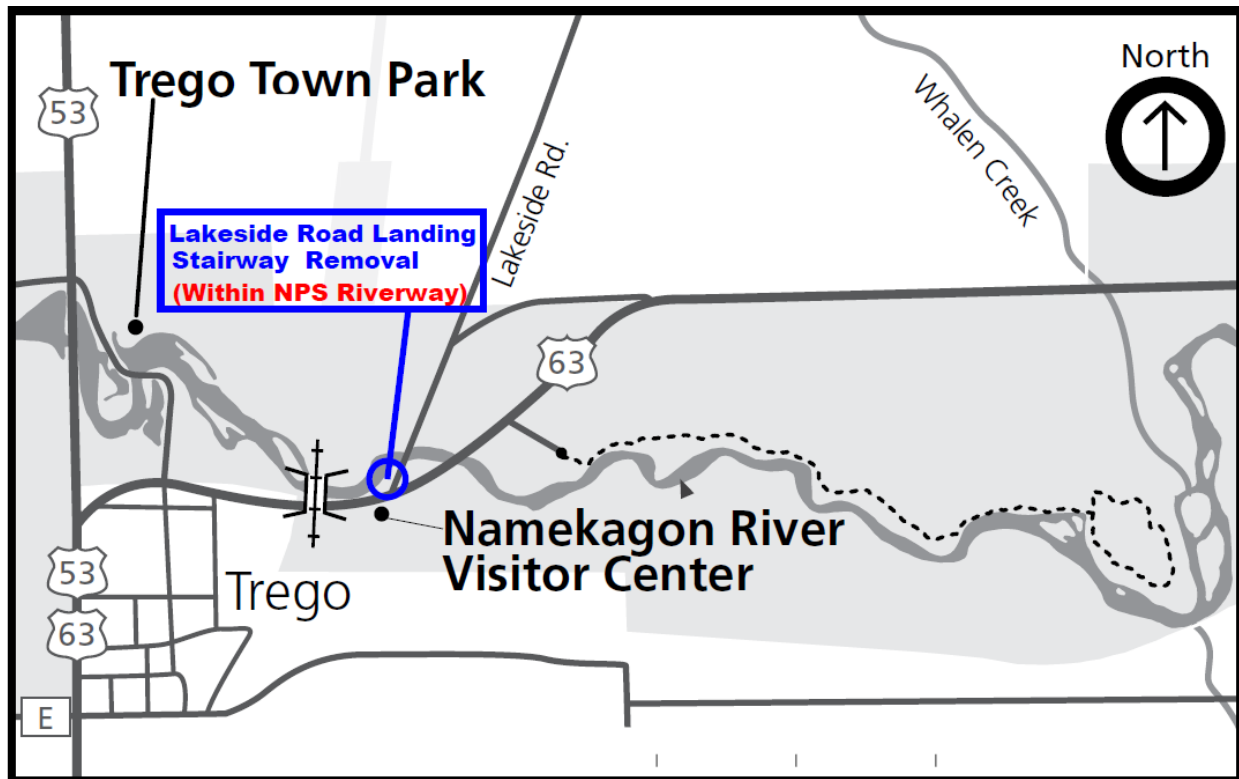 Trego Town Park
North
53
Whalen Creek
Lakeside Rd.
Lakeside Road Landing
Stairway Removal
(Within NPS Riverway)
63
Namekagon River
Visitor Center
53
Trego
63
E